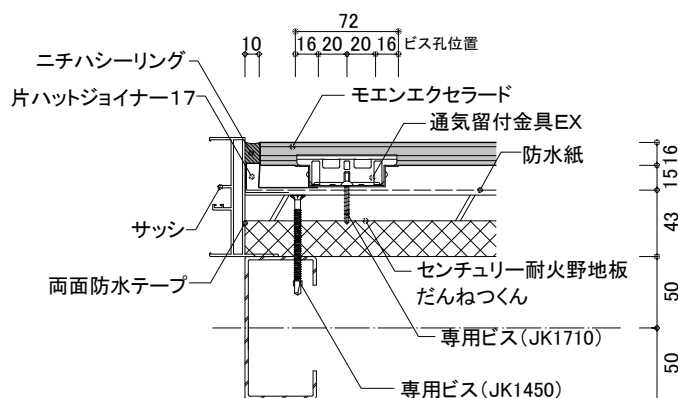 72
10
16 20 20 16 ビス孔位置
ニチハシーリング
片ハットジョイナー17
モエンエクセラード
通気留付金具EX
防水紙
16
15
サッシ
43
両面防水テープ
センチュリー耐火野地板
だんねつくん
50
専用ビス(JK1710)
50
専用ビス(JK1450)